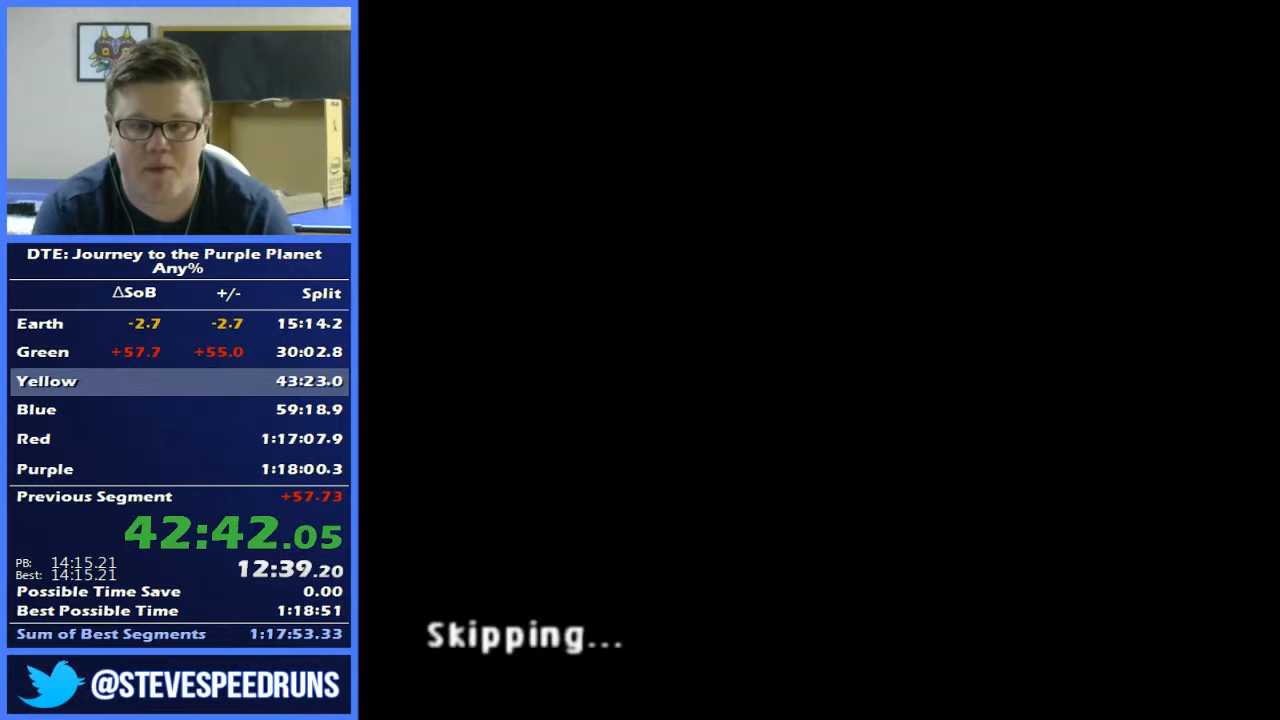 DTE: Journey to the Purple Planet
Any%
ΔSoB +/- Split
Earth -2.7 -2.7 15:14.2
Green +57.7 +55.0 30:02.8
Yellow 43:23.0
Blue 59:18.9
Red 1:17:07.9
Purple 1:18:00.3
Previous Segment +57.73
42:42.05
PB: 14:15.21
Best: 14:15.21
12:39.20
Possible Time Save 0.00
Best Possible Time 1:18:51
Sum of Best Segments 1:17:53.33
@STEVESPEEDRUNS
Skipping...